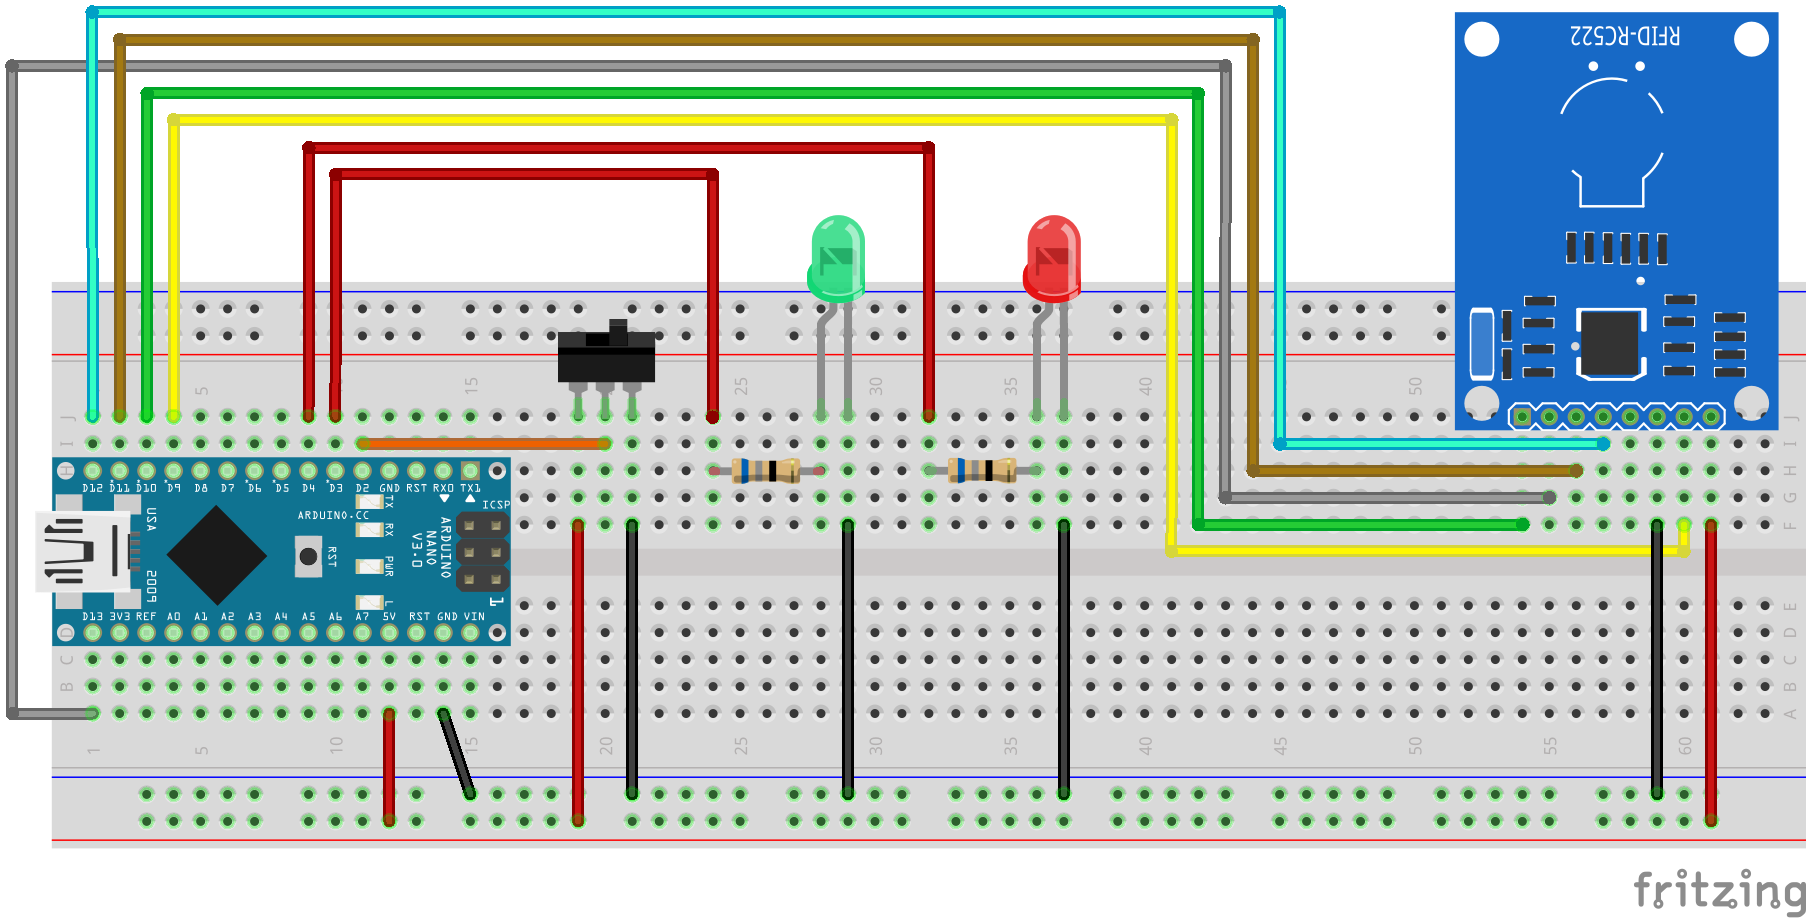 RFID-RC522
5 15 25 30 35 40 50
J J
I I
H H
D12 D11 D10 D9 D8 D7 D6 D5 D4 D3 D2 GND RST RX0 TX1
G
TX
ICSP
USA
ARDUINO.CC
RX
ARDUINO
NANO
V3.0
F
RST
PWR
2009
L
1
E
D13 3V3 REF A0 A1 A2 A3 A4 A5 A6 A7 5V RST GND VIN
D D
C C
B B
A
1 5 10 15 20 25 30 35 40 45 50 55 60
fritzing